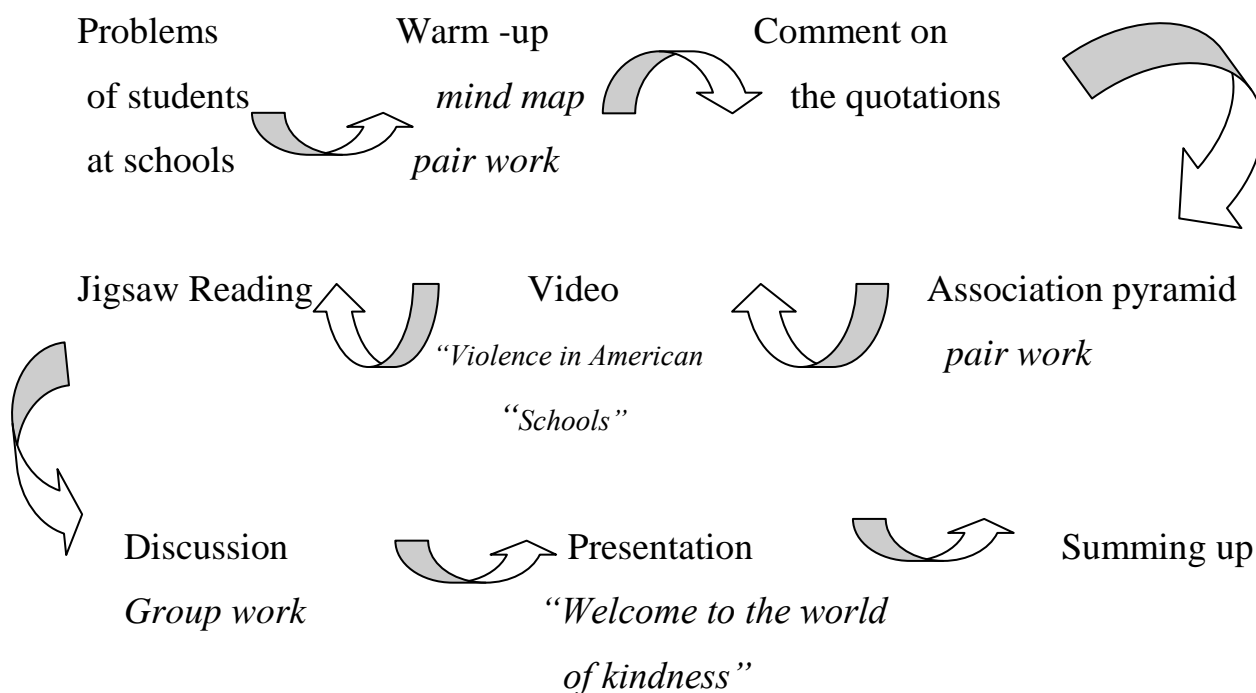 Problems
of students
at schools
Warm -up
mind map
pair work
Comment on
the quotations
Association pyramid
pair work
Video
“Violence in American
“Schools”
Jigsaw Reading
Discussion
Group work
Presentation
“Welcome to the world
of kindness”
Summing up